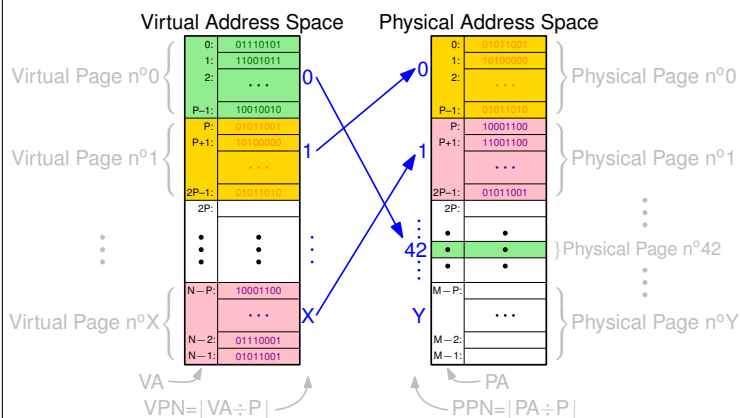 Virtual Address Space Physical Address Space
0: 01110101 0: 01011001
1: 11001011 1: 10100000
Virtual Page nº0 2: 0 0 2: Physical Page nº0
··· ···
P−1: 10010010 P−1: 01011010
P: 01011001 P: 10001100
P+1: 10100000 P+1: 11001100
Virtual Page nº1 ··· 1 1 ··· Physical Page nº1
2P−1: 01011010 2P−1: 01011001
2P: 2P:
42 Physical Page nº42
N−P: 10001100 M−P:
Virtual Page nºX ··· X Y ··· Physical Page nºY
N−2: 01110001 M−2:
N−1: 01011001 M−1:
VA PA
VPN=⌊VA÷P⌋ PPN=⌊PA÷P⌋